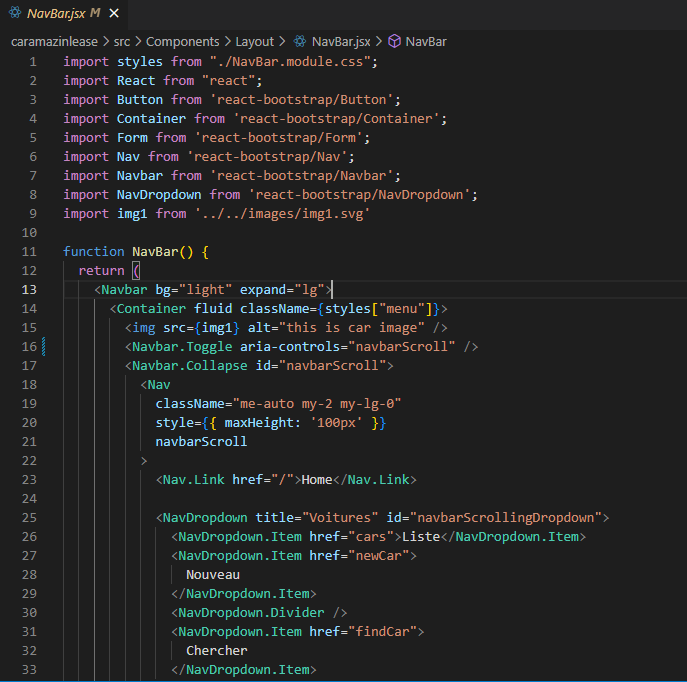 NavBar.jsx M ✕
caramazinlease > src > Components > Layout > NavBar.jsx > NavBar
1 import styles from "./NavBar.module.css";
2 import React from "react";
3 import Button from 'react-bootstrap/Button';
4 import Container from 'react-bootstrap/Container';
5 import Form from 'react-bootstrap/Form';
6 import Nav from 'react-bootstrap/Nav';
7 import Navbar from 'react-bootstrap/Navbar';
8 import NavDropdown from 'react-bootstrap/NavDropdown';
9 import img1 from '../../images/img1.svg'
10
11 function NavBar() {
12   return (
13     <Navbar bg="light" expand="lg">
14       <Container fluid className={styles["menu"]}>
15         <img src={img1} alt="this is car image" />
16         <Navbar.Toggle aria-controls="navbarScroll" />
17         <Navbar.Collapse id="navbarScroll">
18           <Nav
19             className="me-auto my-2 my-lg-0"
20             style={{ maxHeight: '100px' }}
21             navbarScroll
22           >
23             <Nav.Link href="/">Home</Nav.Link>
24
25             <NavDropdown title="Voitures" id="navbarScrollingDropdown">
26               <NavDropdown.Item href="cars">Liste</NavDropdown.Item>
27               <NavDropdown.Item href="newCar">
28                 Nouveau
29               </NavDropdown.Item>
30               <NavDropdown.Divider />
31               <NavDropdown.Item href="findCar">
32                 Chercher
33               </NavDropdown.Item>